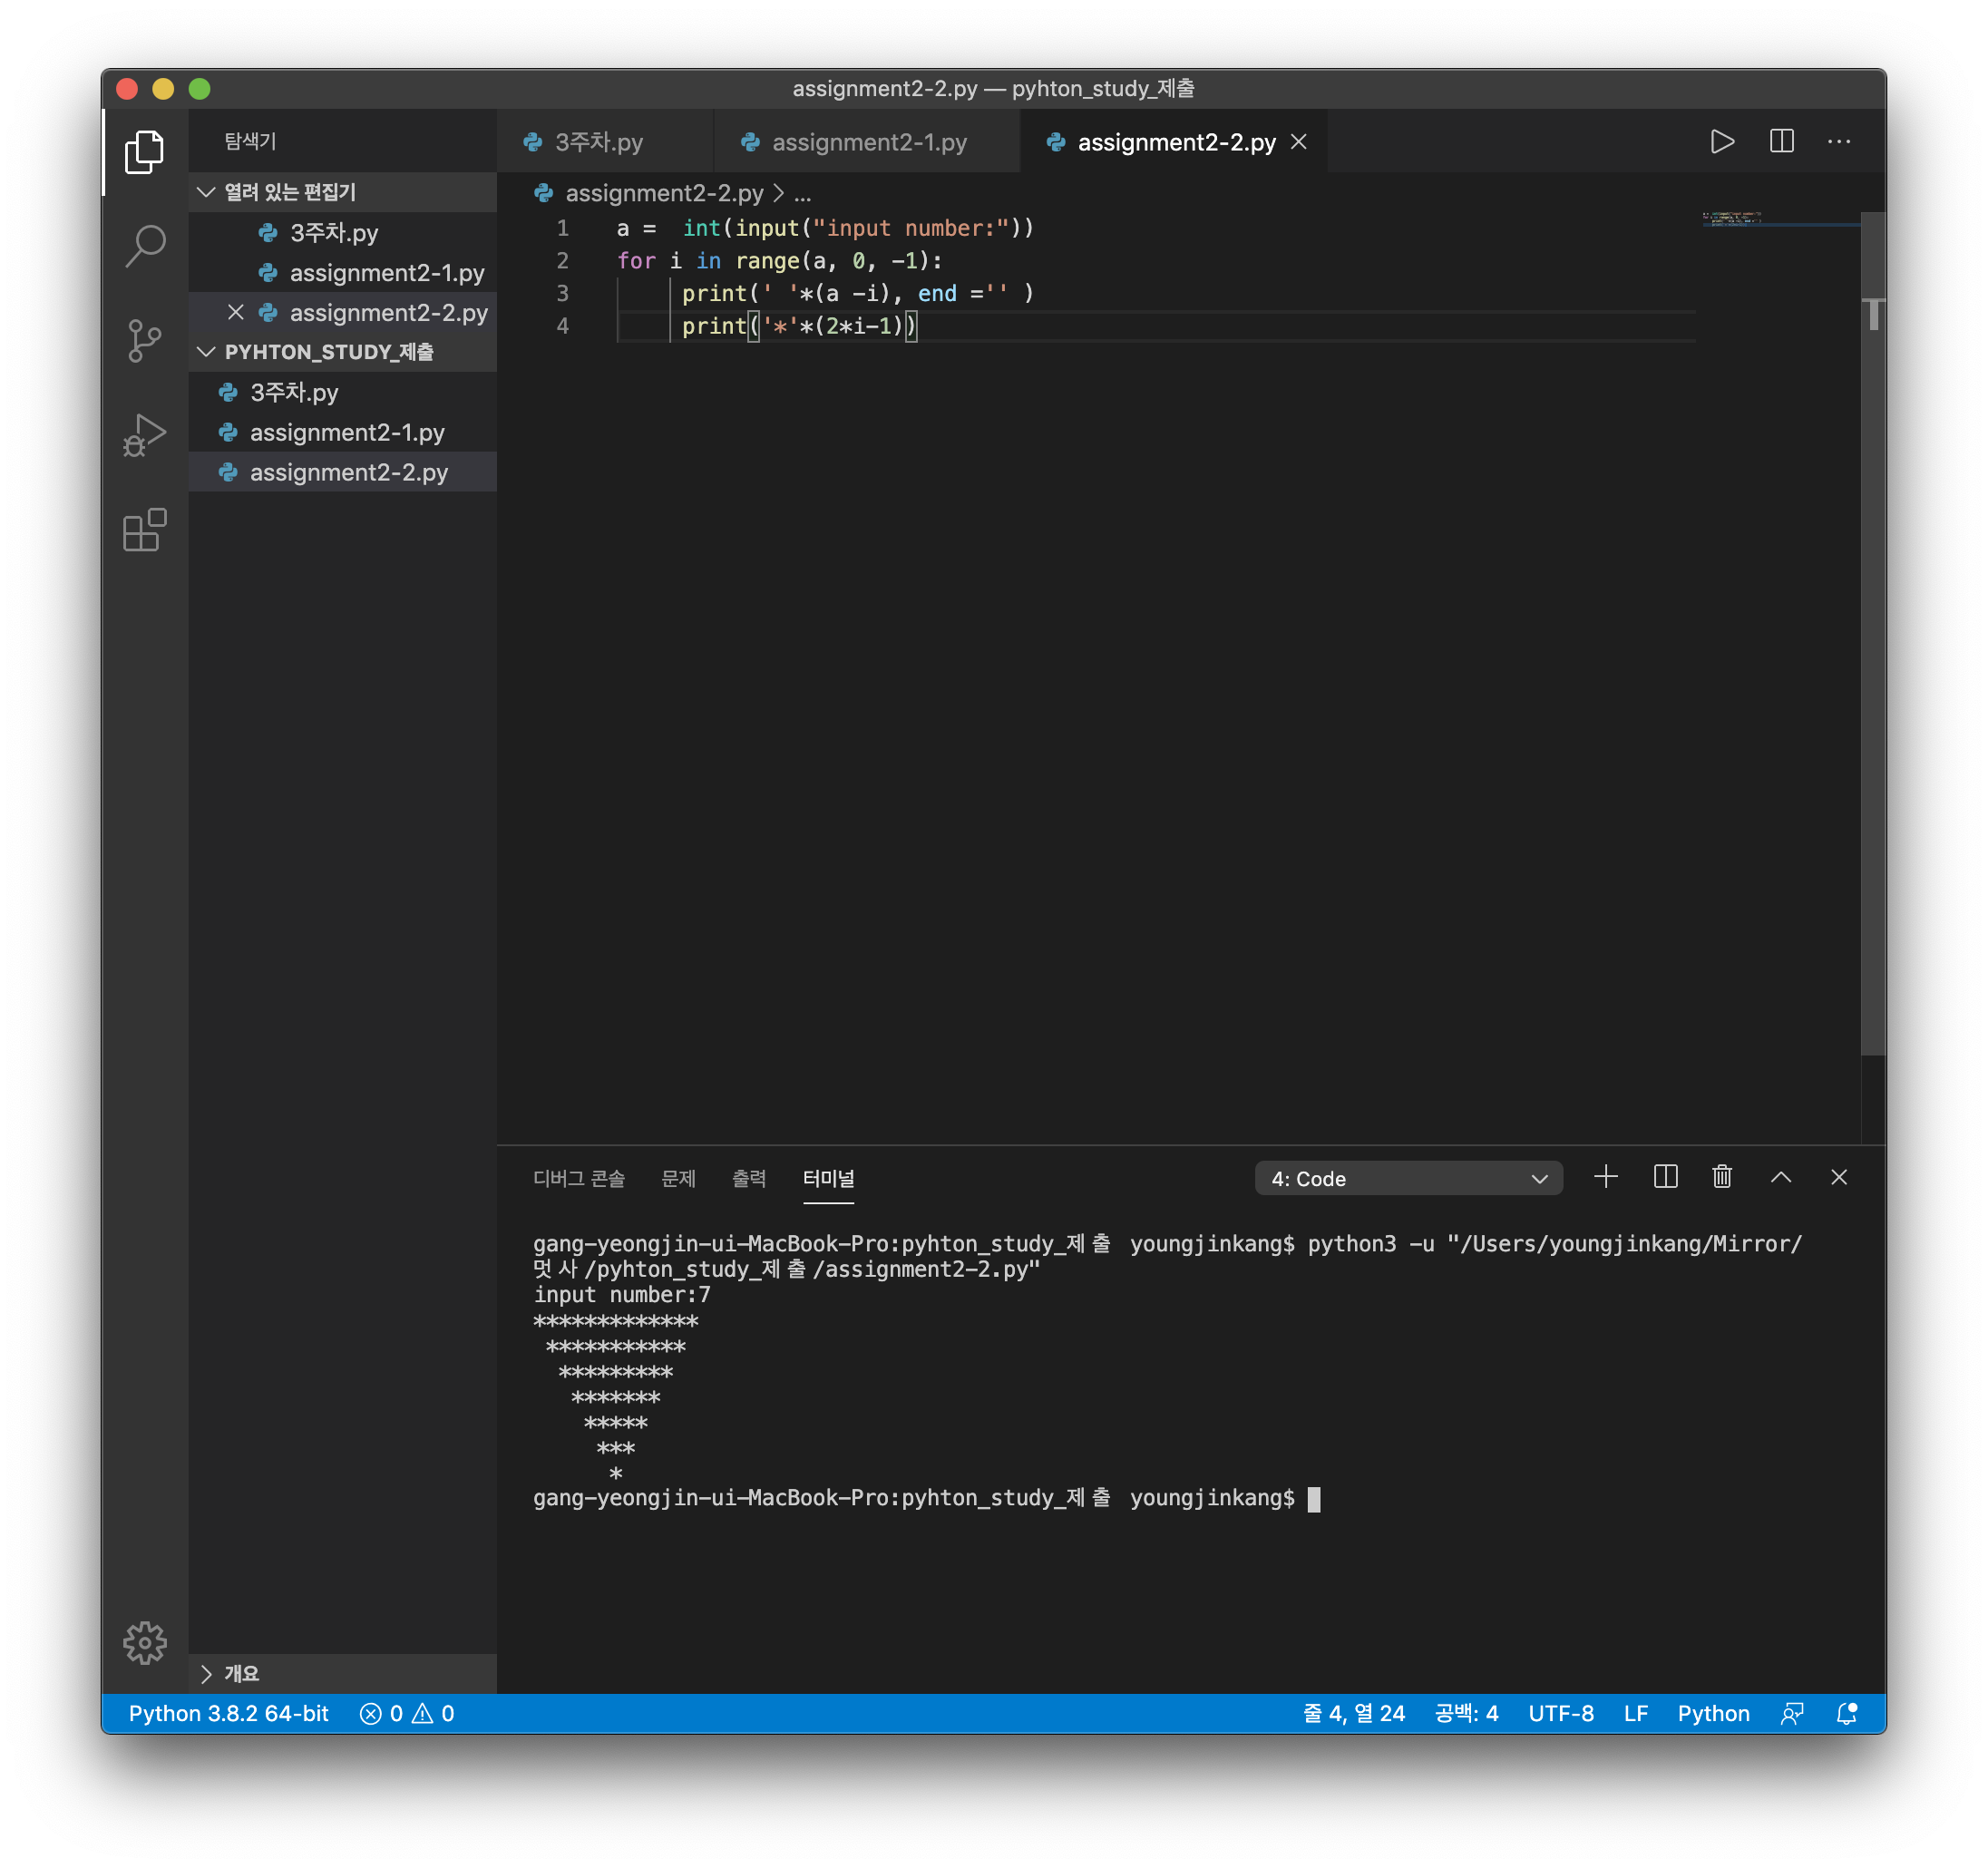 assignment2-2.py — pyhton_study_제출
탐색기
열려 있는 편집기
3주차.py
assignment2-1.py
assignment2-2.py
PYHTON_STUDY_제출
3주차.py
assignment2-1.py
assignment2-2.py
개요
3주차.py
assignment2-1.py
assignment2-2.py
assignment2-2.py > ...
1 a =  int(input("input number:"))
2 for i in range(a, 0, -1):
3      print(' '*(a -i), end ='' )
4      print('*'*(2*i-1))
디버그 콘솔 문제 출력 터미널
4: Code
gang-yeongjin-ui-MacBook-Pro:pyhton_study_제출 youngjinkang$ python3 -u "/Users/youngjinkang/Mirror/
멋사/pyhton_study_제출/assignment2-2.py"
input number:7
*************
 ***********
  *********
   *******
    *****
     ***
      *
gang-yeongjin-ui-MacBook-Pro:pyhton_study_제출 youngjinkang$
Python 3.8.2 64-bit 0 0 줄 4, 열 24 공백: 4 UTF-8 LF Python